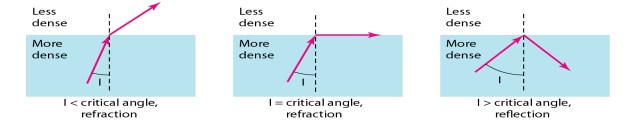 Less
dense
More
dense
I
I < critical angle,
refraction
Less
dense
More
dense
I
I = critical angle,
refraction
Less
dense
More
dense
I
I > critical angle,
reflection